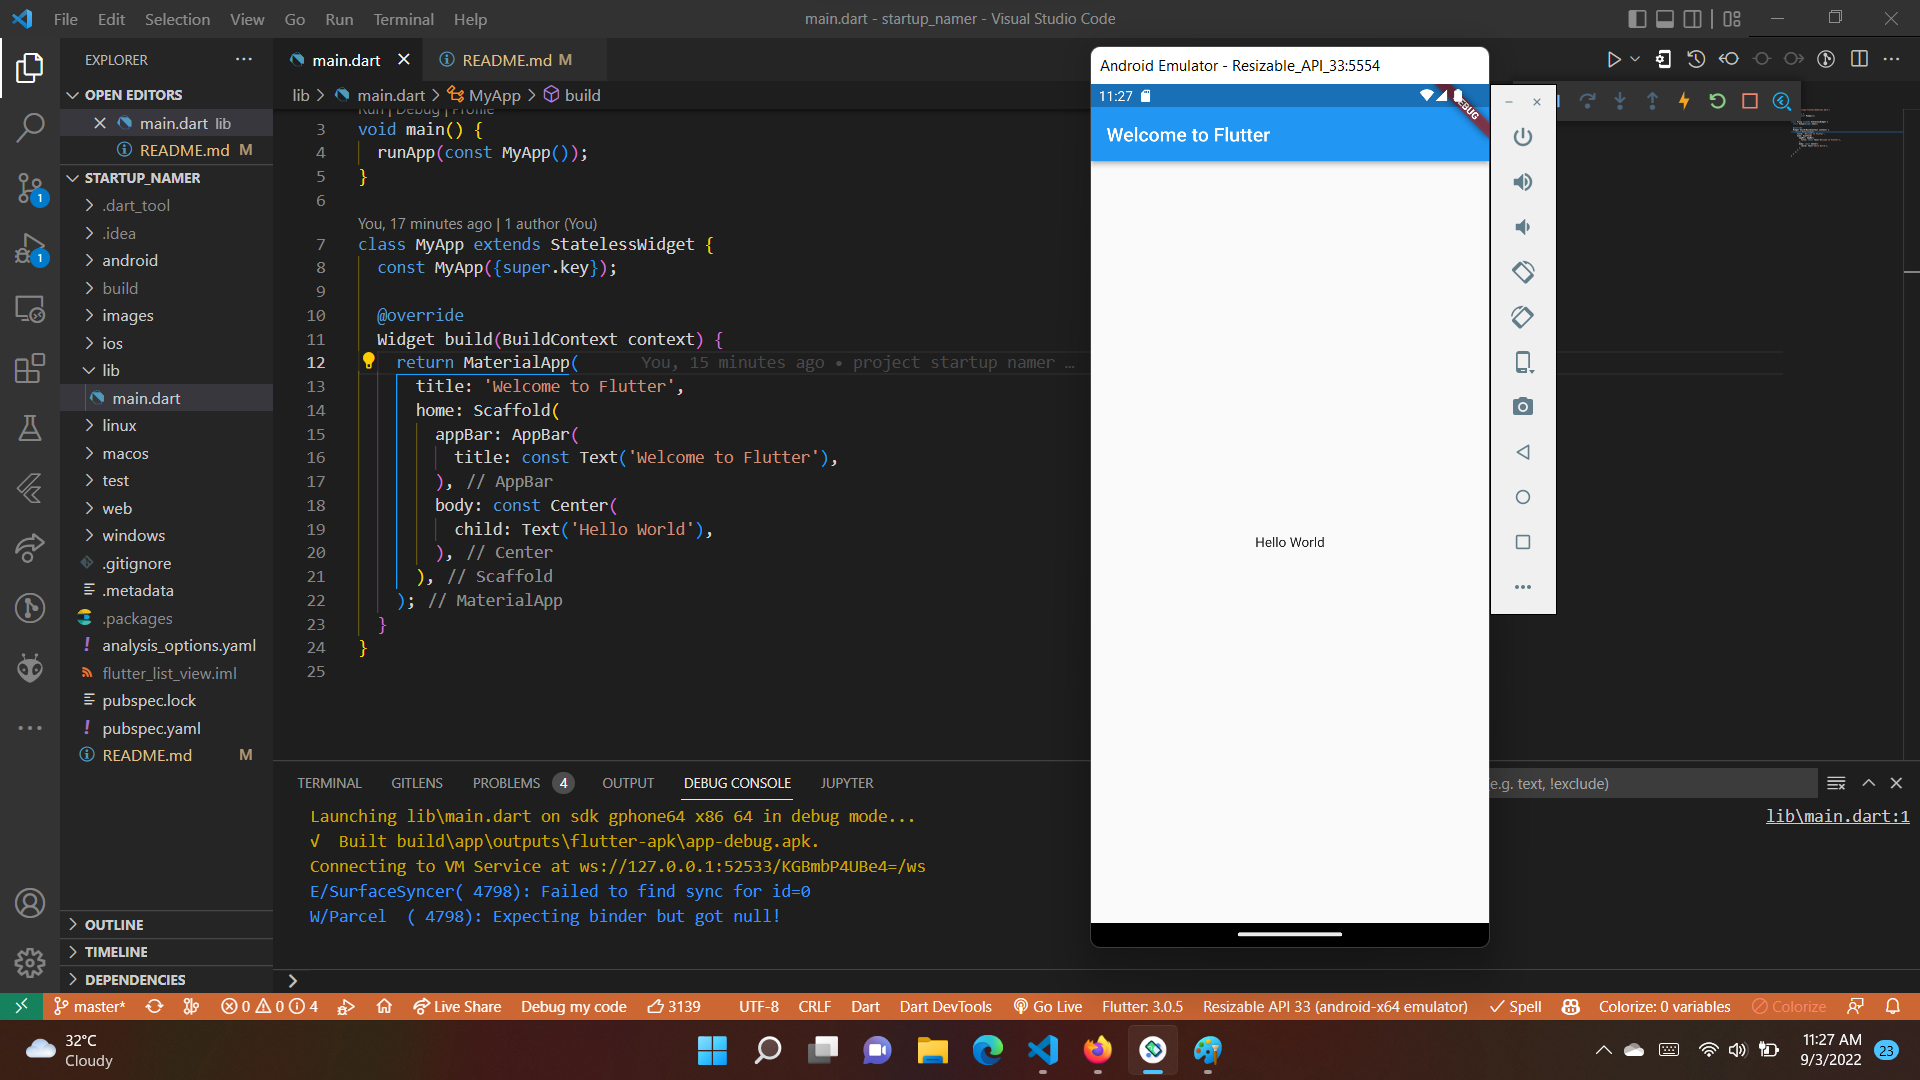 File Edit Selection View Go Run Terminal Help
main.dart - startup_namer - Visual Studio Code
EXPLORER
OPEN EDITORS
main.dart lib
README.md M
STARTUP_NAMER
.dart_tool
.idea
android
build
images
ios
lib
main.dart
linux
macos
test
web
windows
.gitignore
.metadata
.packages
analysis_options.yaml
flutter_list_view.iml
pubspec.lock
pubspec.yaml
README.md M
OUTLINE
TIMELINE
DEPENDENCIES
1
1
main.dart
README.md M
lib > main.dart > MyApp > build
Run | Debug | Profile
3 void main() {
4 runApp(const MyApp());
5 }
6
You, 17 minutes ago | 1 author (You)
7 class MyApp extends StatelessWidget {
8 const MyApp({super.key});
9
10 @override
11 Widget build(BuildContext context) {
12 return MaterialApp( You, 15 minutes ago • project startup namer …
13 title: 'Welcome to Flutter',
14 home: Scaffold(
15 appBar: AppBar(
16 title: const Text('Welcome to Flutter'),
17 ), // AppBar
18 body: const Center(
19 child: Text('Hello World'),
20 ), // Center
21 ), // Scaffold
22 ); // MaterialApp
23 }
24 }
25
Android Emulator - Resizable_API_33:5554
11:27
DEBUG
Welcome to Flutter
Hello World
TERMINAL GITLENS PROBLEMS 4 OUTPUT DEBUG CONSOLE JUPYTER
e.g. text, !exclude)
Launching lib\main.dart on sdk gphone64 x86 64 in debug mode...
lib\main.dart:1
√ Built build\app\outputs\flutter-apk\app-debug.apk.
Connecting to VM Service at ws://127.0.0.1:52533/KGBmbP4UBe4=/ws
E/SurfaceSyncer( 4798): Failed to find sync for id=0
W/Parcel ( 4798): Expecting binder but got null!
master* 0 0 4 Live Share Debug my code 3139 UTF-8 CRLF Dart Dart DevTools Go Live Flutter: 3.0.5 Resizable API 33 (android-x64 emulator) Spell Colorize: 0 variables Colorize
32°C
Cloudy
11:27 AM
9/3/2022
23